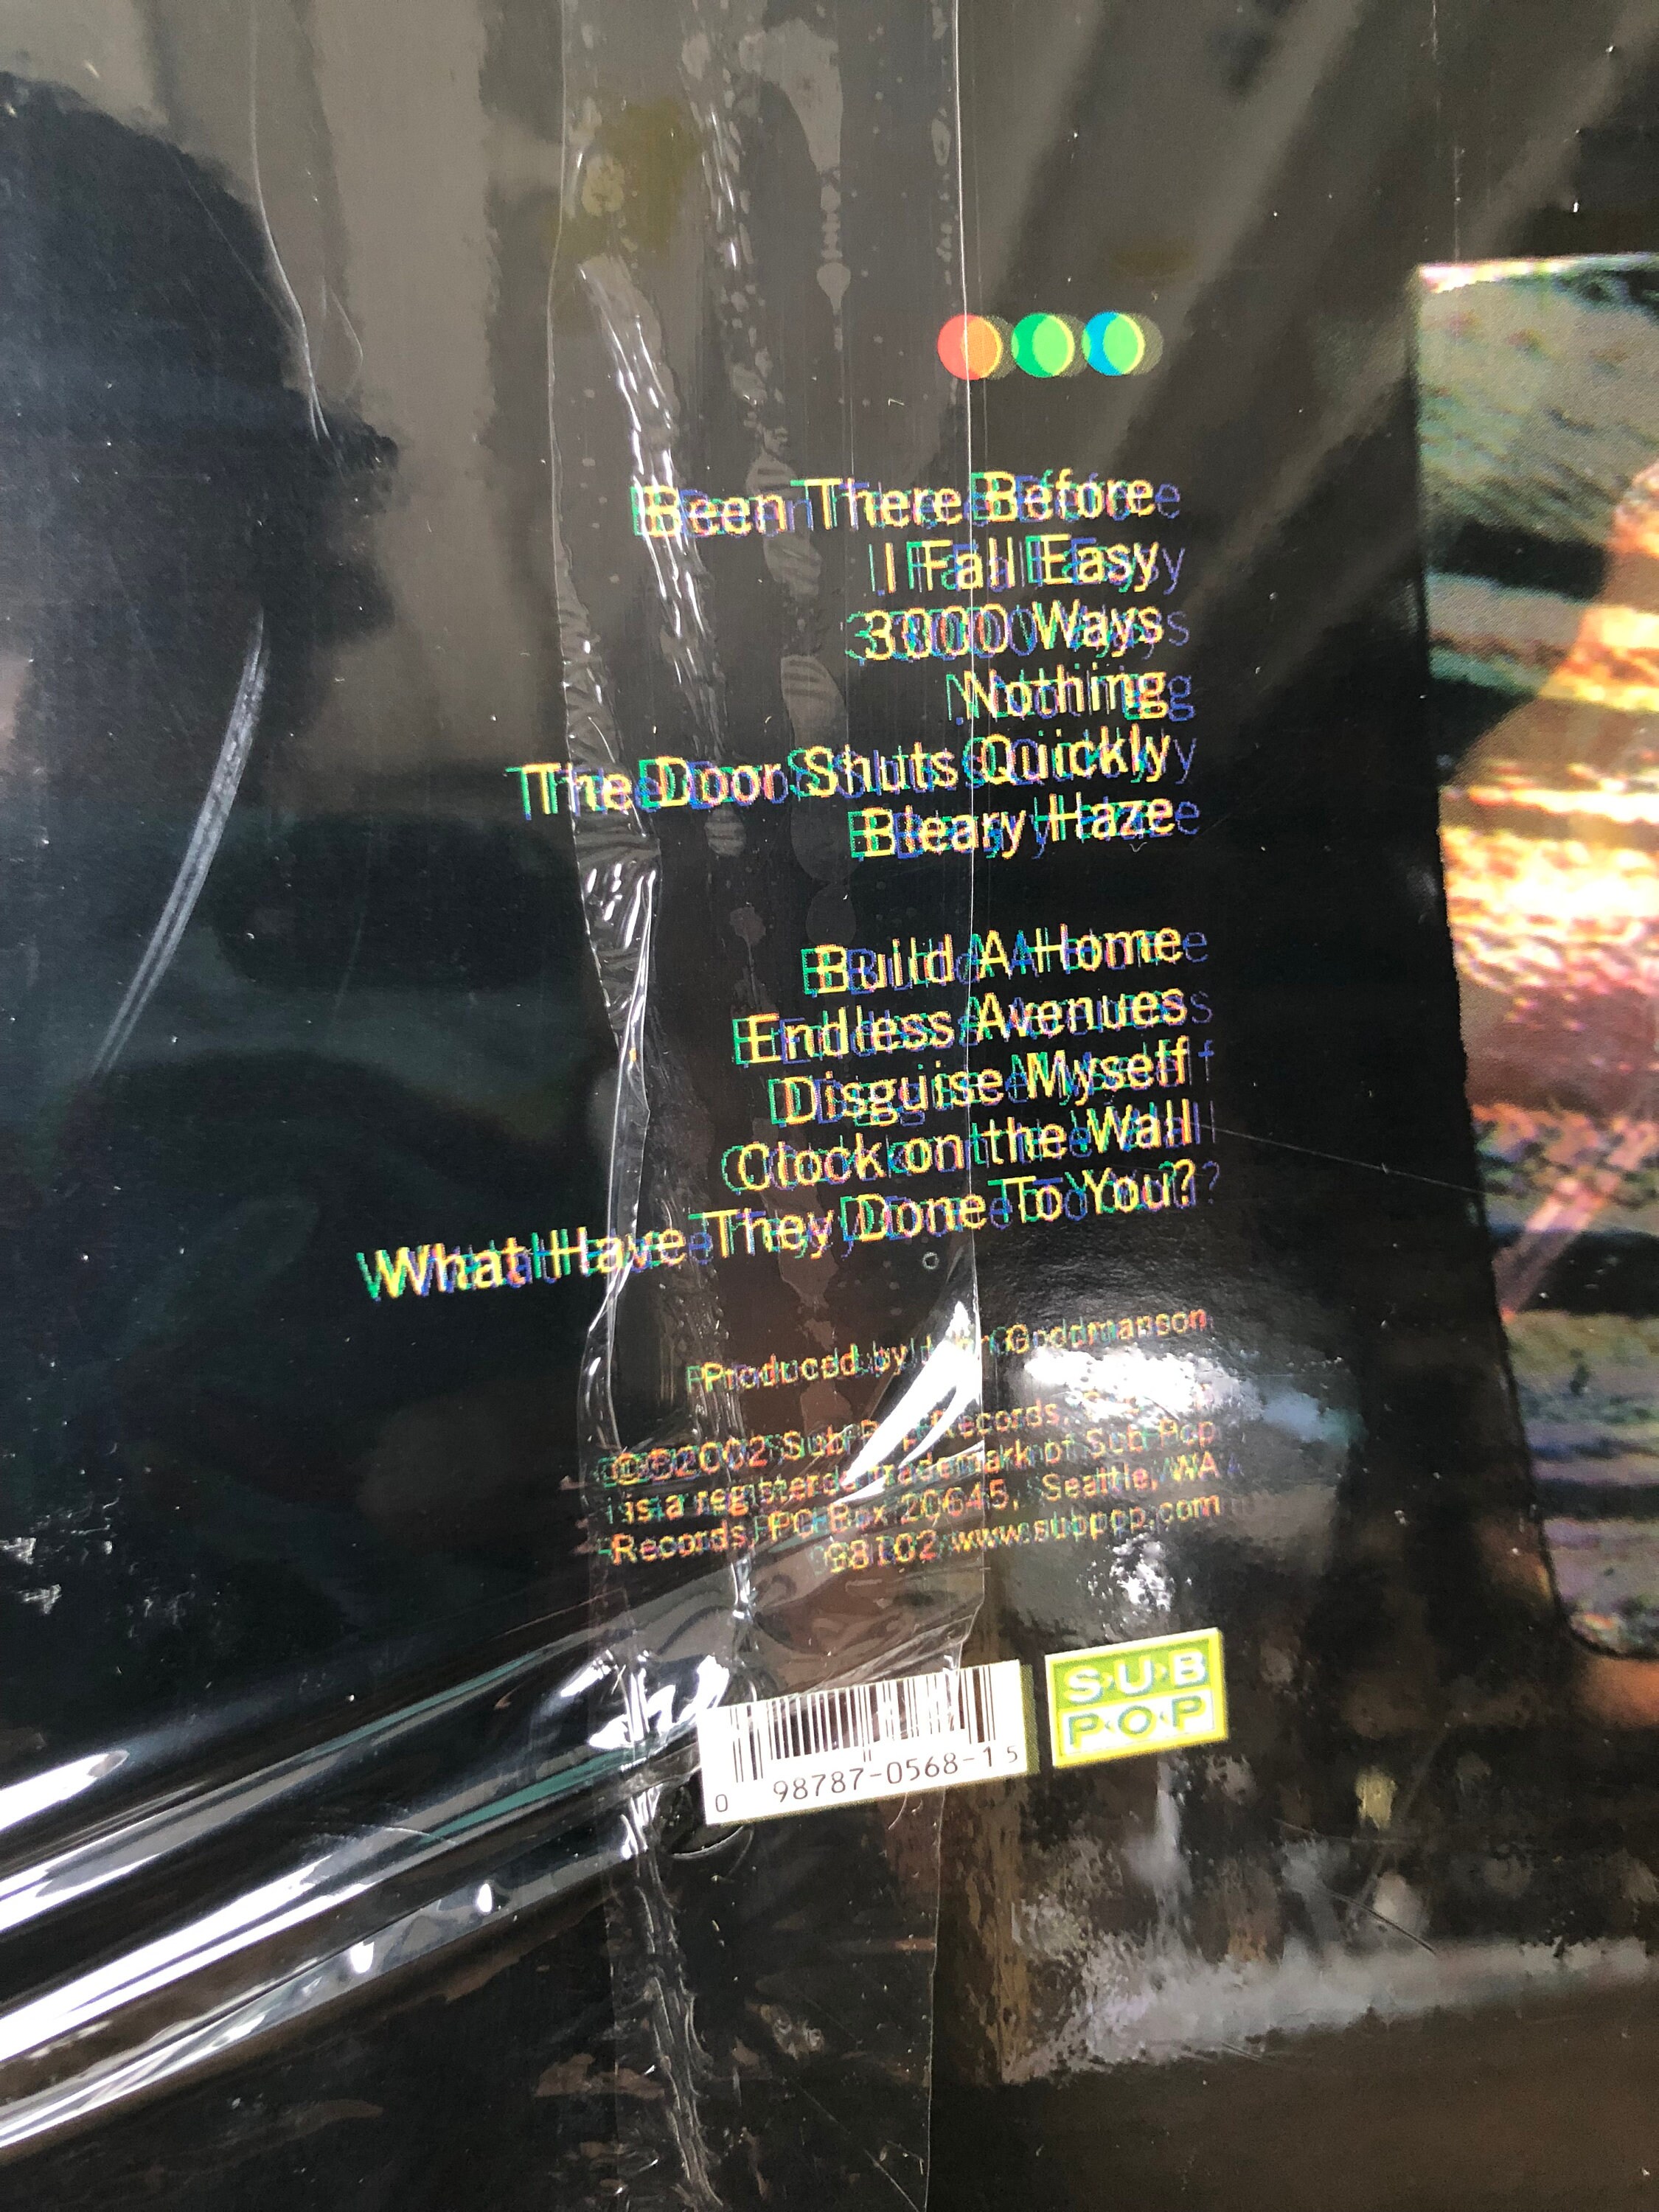 Been There Before
I Fall Easy
3000 Ways
Nothing
The Door Shuts Quickly
Bleary Haze
Build A Home
Endless Avenues
Disguise Myself
Clock on the Wall
What Have They Done To You?
Produced by Goodmanson
℗©2002 Sub Pop Records.
is a registered trademark of Sub Pop
Records, PO Box 20645, Seattle, WA
98102 www.subpop.com
SUB
POP
0 98787-0568-1 5